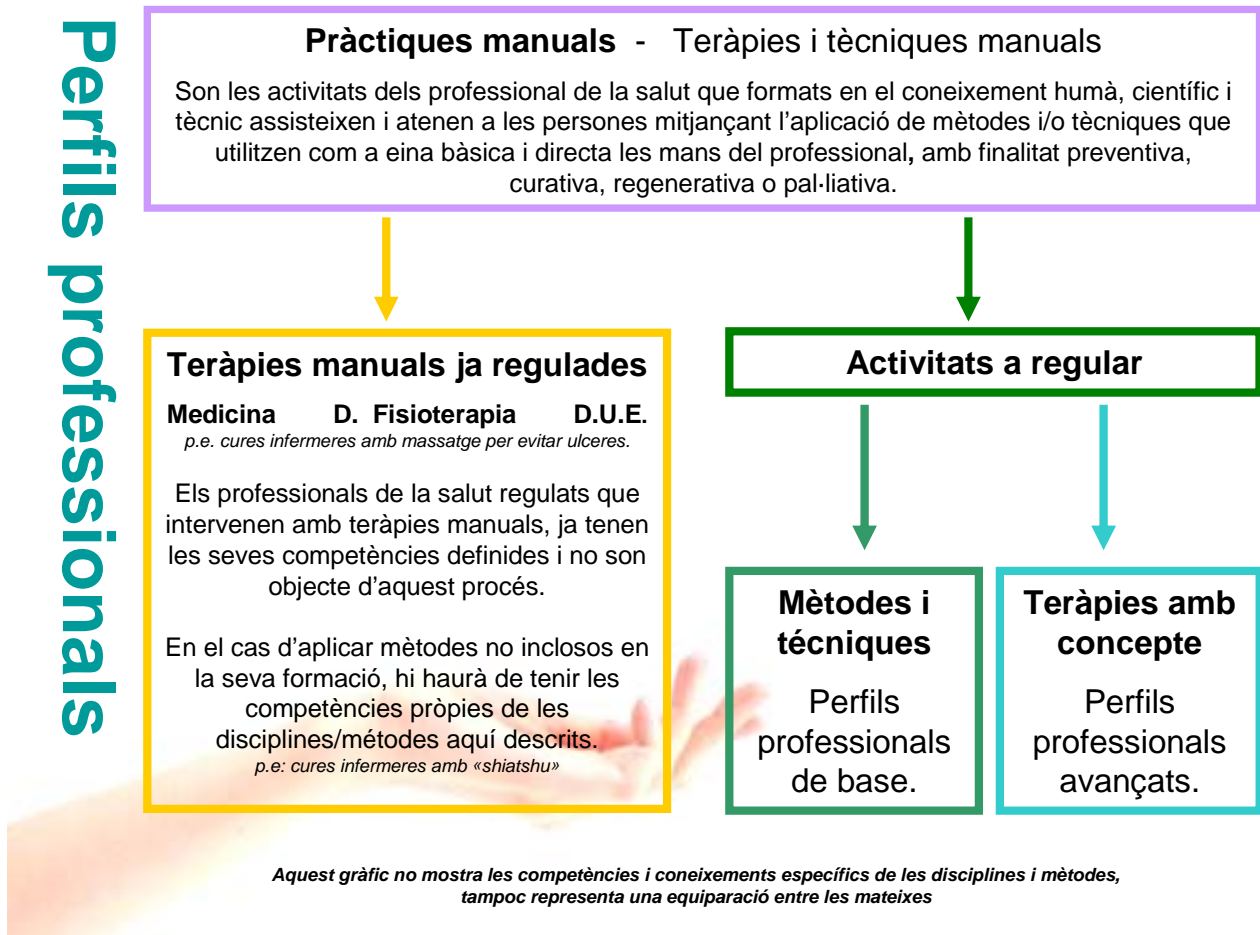 Perfils professionals
Pràctiques manuals - Teràpies i tècniques manuals
Son les activitats dels professional de la salut que formats en el coneixement humà, científic i
tècnic assisteixen i atenen a les persones mitjançant l’aplicació de mètodes i/o tècniques que
utilitzen com a eina bàsica i directa les mans del professional, amb finalitat preventiva,
curativa, regenerativa o pal·liativa.
Teràpies manuals ja regulades
Medicina D. Fisioterapia D.U.E.
p.e. cures infermeres amb massatge per evitar ulceres.
Els professionals de la salut regulats que
intervenen amb teràpies manuals, ja tenen
les seves competències definides i no son
objecte d’aquest procés.
En el cas d’aplicar mètodes no inclosos en
la seva formació, hi haurà de tenir les
competències pròpies de les
disciplines/métodes aquí descrits.
p.e: cures infermeres amb «shiatshu»
Activitats a regular
Mètodes i
técniques
Perfils
professionals
de base.
Teràpies amb
concepte
Perfils
professionals
avançats.
Aquest gràfic no mostra les competències i coneixements específics de les disciplines i mètodes,
tampoc representa una equiparació entre les mateixes